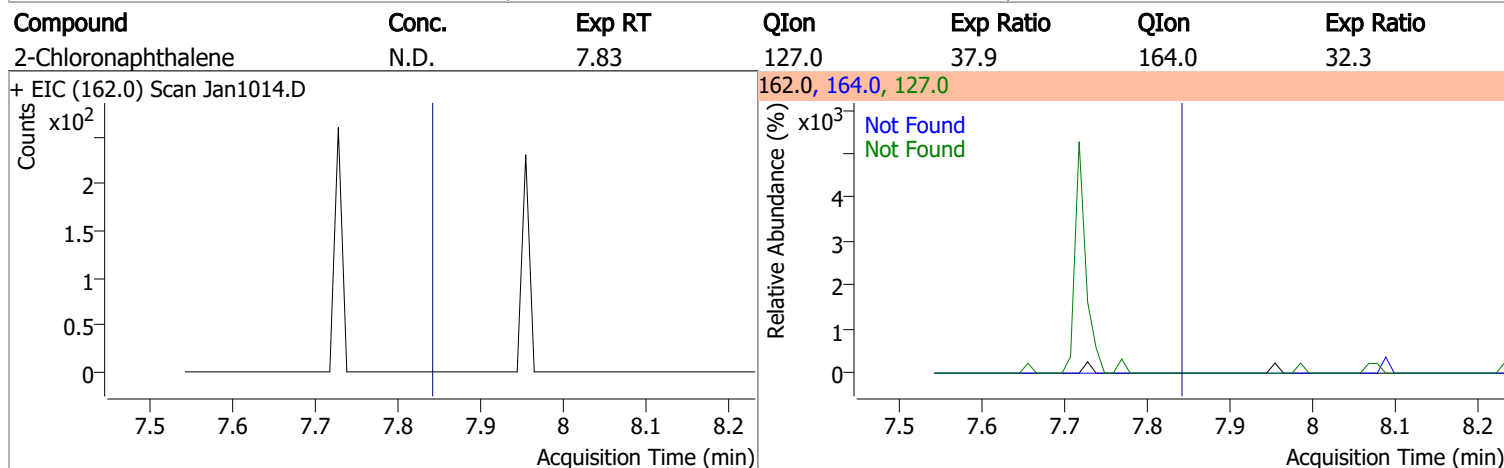 Compound Conc. Exp RT QIon Exp Ratio QIon Exp Ratio
2-Chloronaphthalene N.D. 7.83 127.0 37.9 164.0 32.3
+ EIC (162.0) Scan Jan1014.D
Counts
x10²
2
1.5
1
0.5
0
7.5 7.6 7.7 7.8 7.9 8 8.1 8.2
Acquisition Time (min)
162.0, 164.0, 127.0
Relative Abundance (%)
x10³
Not Found
Not Found
4
3
2
1
0
7.5 7.6 7.7 7.8 7.9 8 8.1 8.2
Acquisition Time (min)